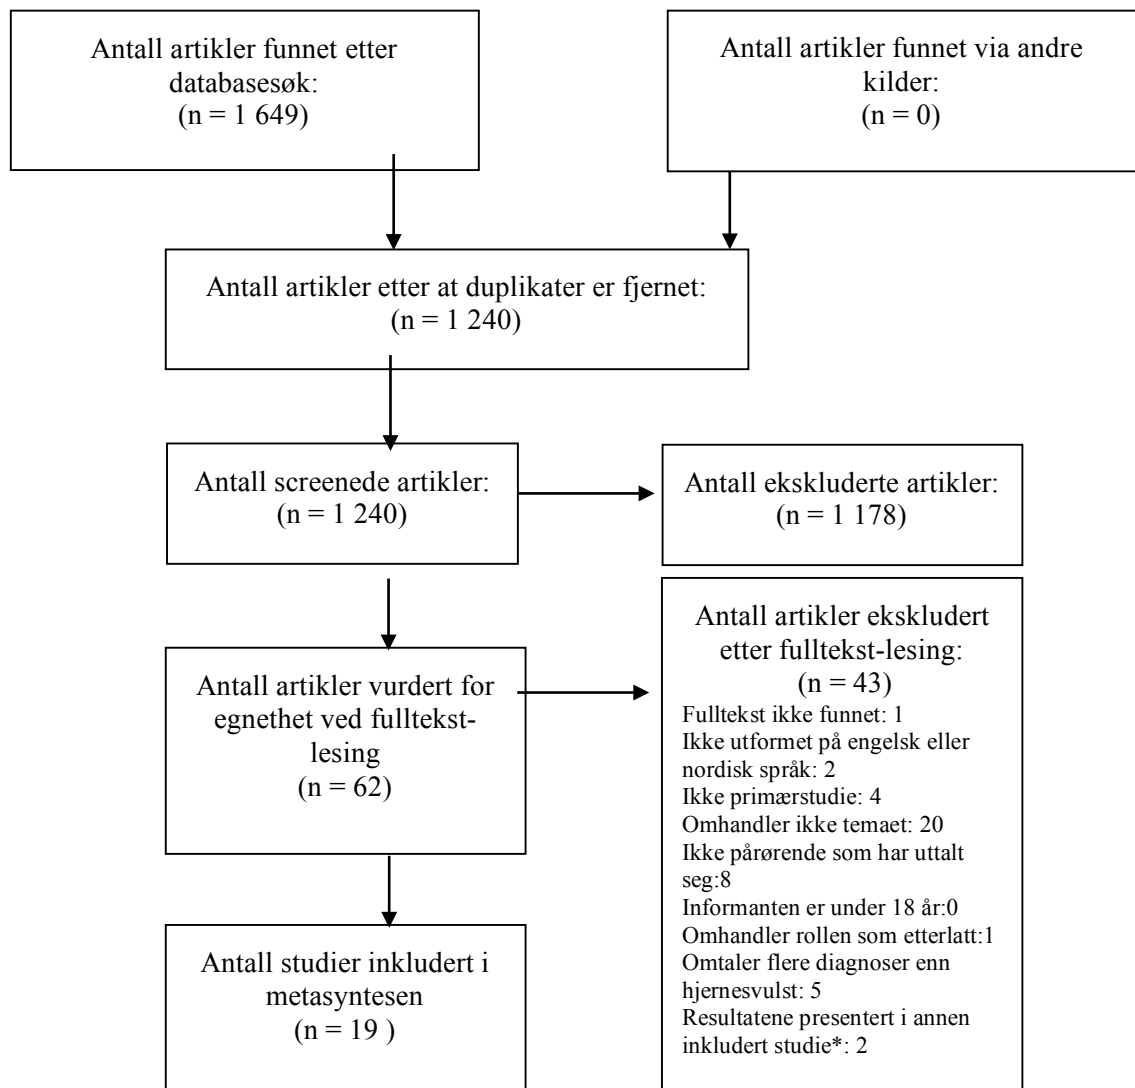 Antall artikler funnet etter
databasesøk:
(n = 1 649)
Antall artikler funnet via andre
kilder:
(n = 0)
Antall artikler etter at duplikater er fjernet:
(n = 1 240)
Antall screenede artikler:
(n = 1 240)
Antall ekskluderte artikler:
(n = 1 178)
Antall artikler vurdert for
egnethet ved fulltekst-
lesing
(n = 62)
Antall artikler ekskludert
etter fulltekst-lesing:
(n = 43)
Fulltekst ikke funnet: 1
Ikke utformet på engelsk eller
nordisk språk: 2
Ikke primærstudie: 4
Omhandler ikke temaet: 20
Ikke pårørende som har uttalt
seg:8
Informanten er under 18 år:0
Omhandler rollen som etterlatt:1
Omtaler flere diagnoser enn
hjernesvulst: 5
Resultatene presentert i annen
inkludert studie*: 2
Antall studier inkludert i
metasyntesen
(n = 19 )